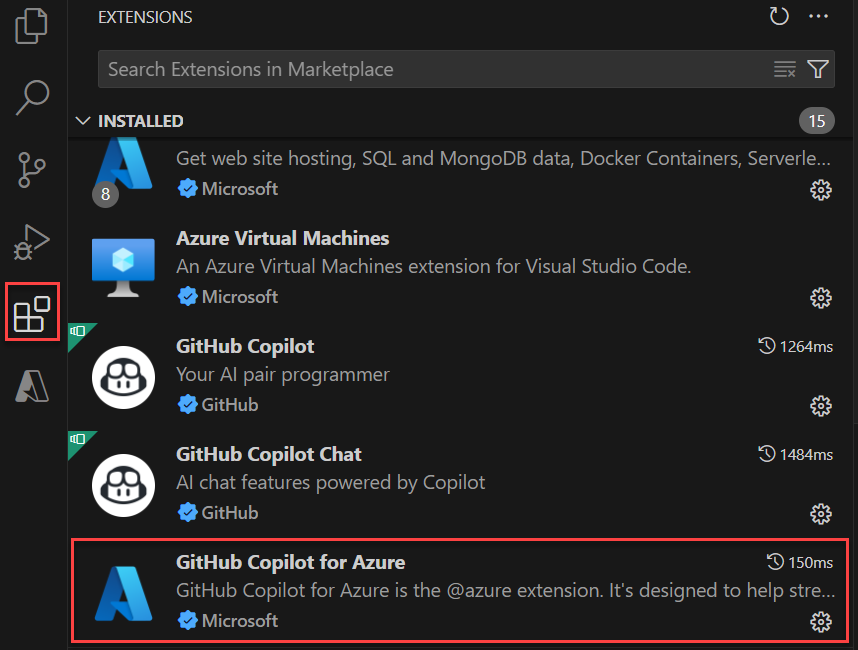 EXTENSIONS
Search Extensions in Marketplace
INSTALLED 15
Get web site hosting, SQL and MongoDB data, Docker Containers, Serverle...
8 Microsoft
Azure Virtual Machines
An Azure Virtual Machines extension for Visual Studio Code.
Microsoft
GitHub Copilot 1264ms
Your AI pair programmer
GitHub
GitHub Copilot Chat 1484ms
AI chat features powered by Copilot
GitHub
GitHub Copilot for Azure 150ms
GitHub Copilot for Azure is the @azure extension. It's designed to help stre...
Microsoft